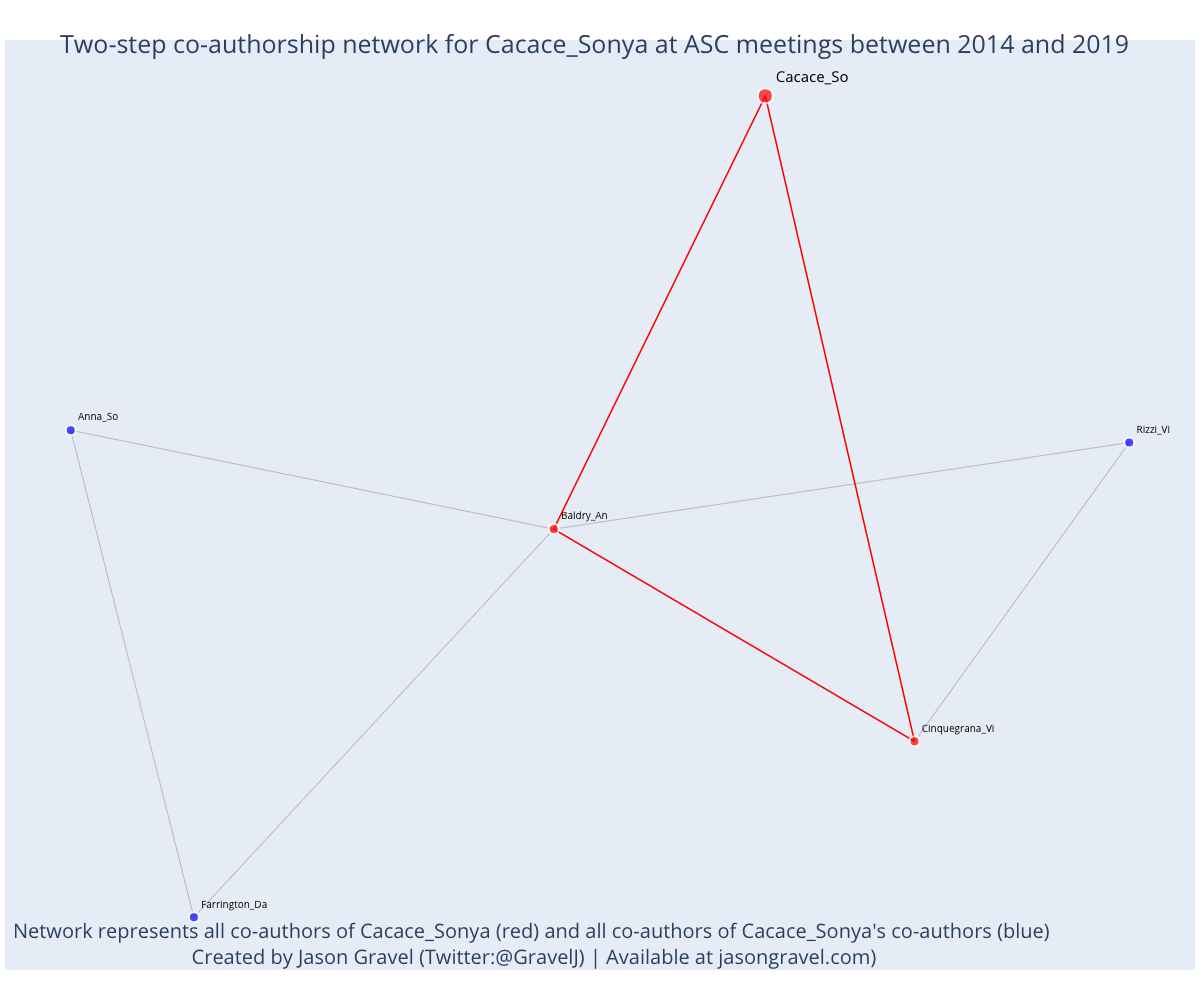 Two-step co-authorship network for Cacace_Sonya at ASC meetings between 2014 and 2019
Cacace_So
Anna_So
Rizzi_Vi
Baldry_An
Cinquegrana_Vi
Farrington_Da
Network represents all co-authors of Cacace_Sonya (red) and all co-authors of Cacace_Sonya's co-authors (blue)
Created by Jason Gravel (Twitter:@GravelJ) | Available at jasongravel.com)